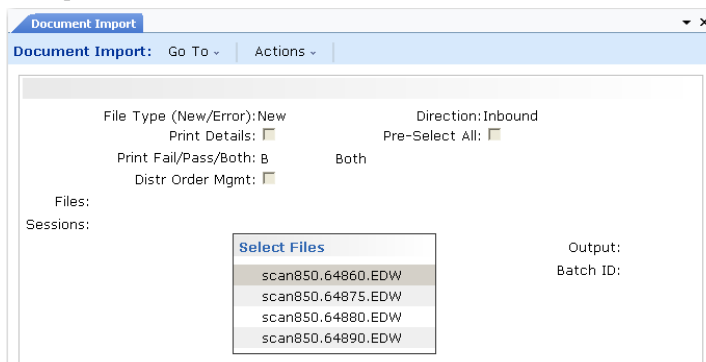 Document Import
Document Import: Go To Actions
File Type (New/Error): New Direction: Inbound
Print Details: Pre-Select All:
Print Fail/Pass/Both: B Both
Distr Order Mgmt:
Files:
Sessions:
Select Files Output:
scan850.64860.EDW Batch ID:
scan850.64875.EDW
scan850.64880.EDW
scan850.64890.EDW